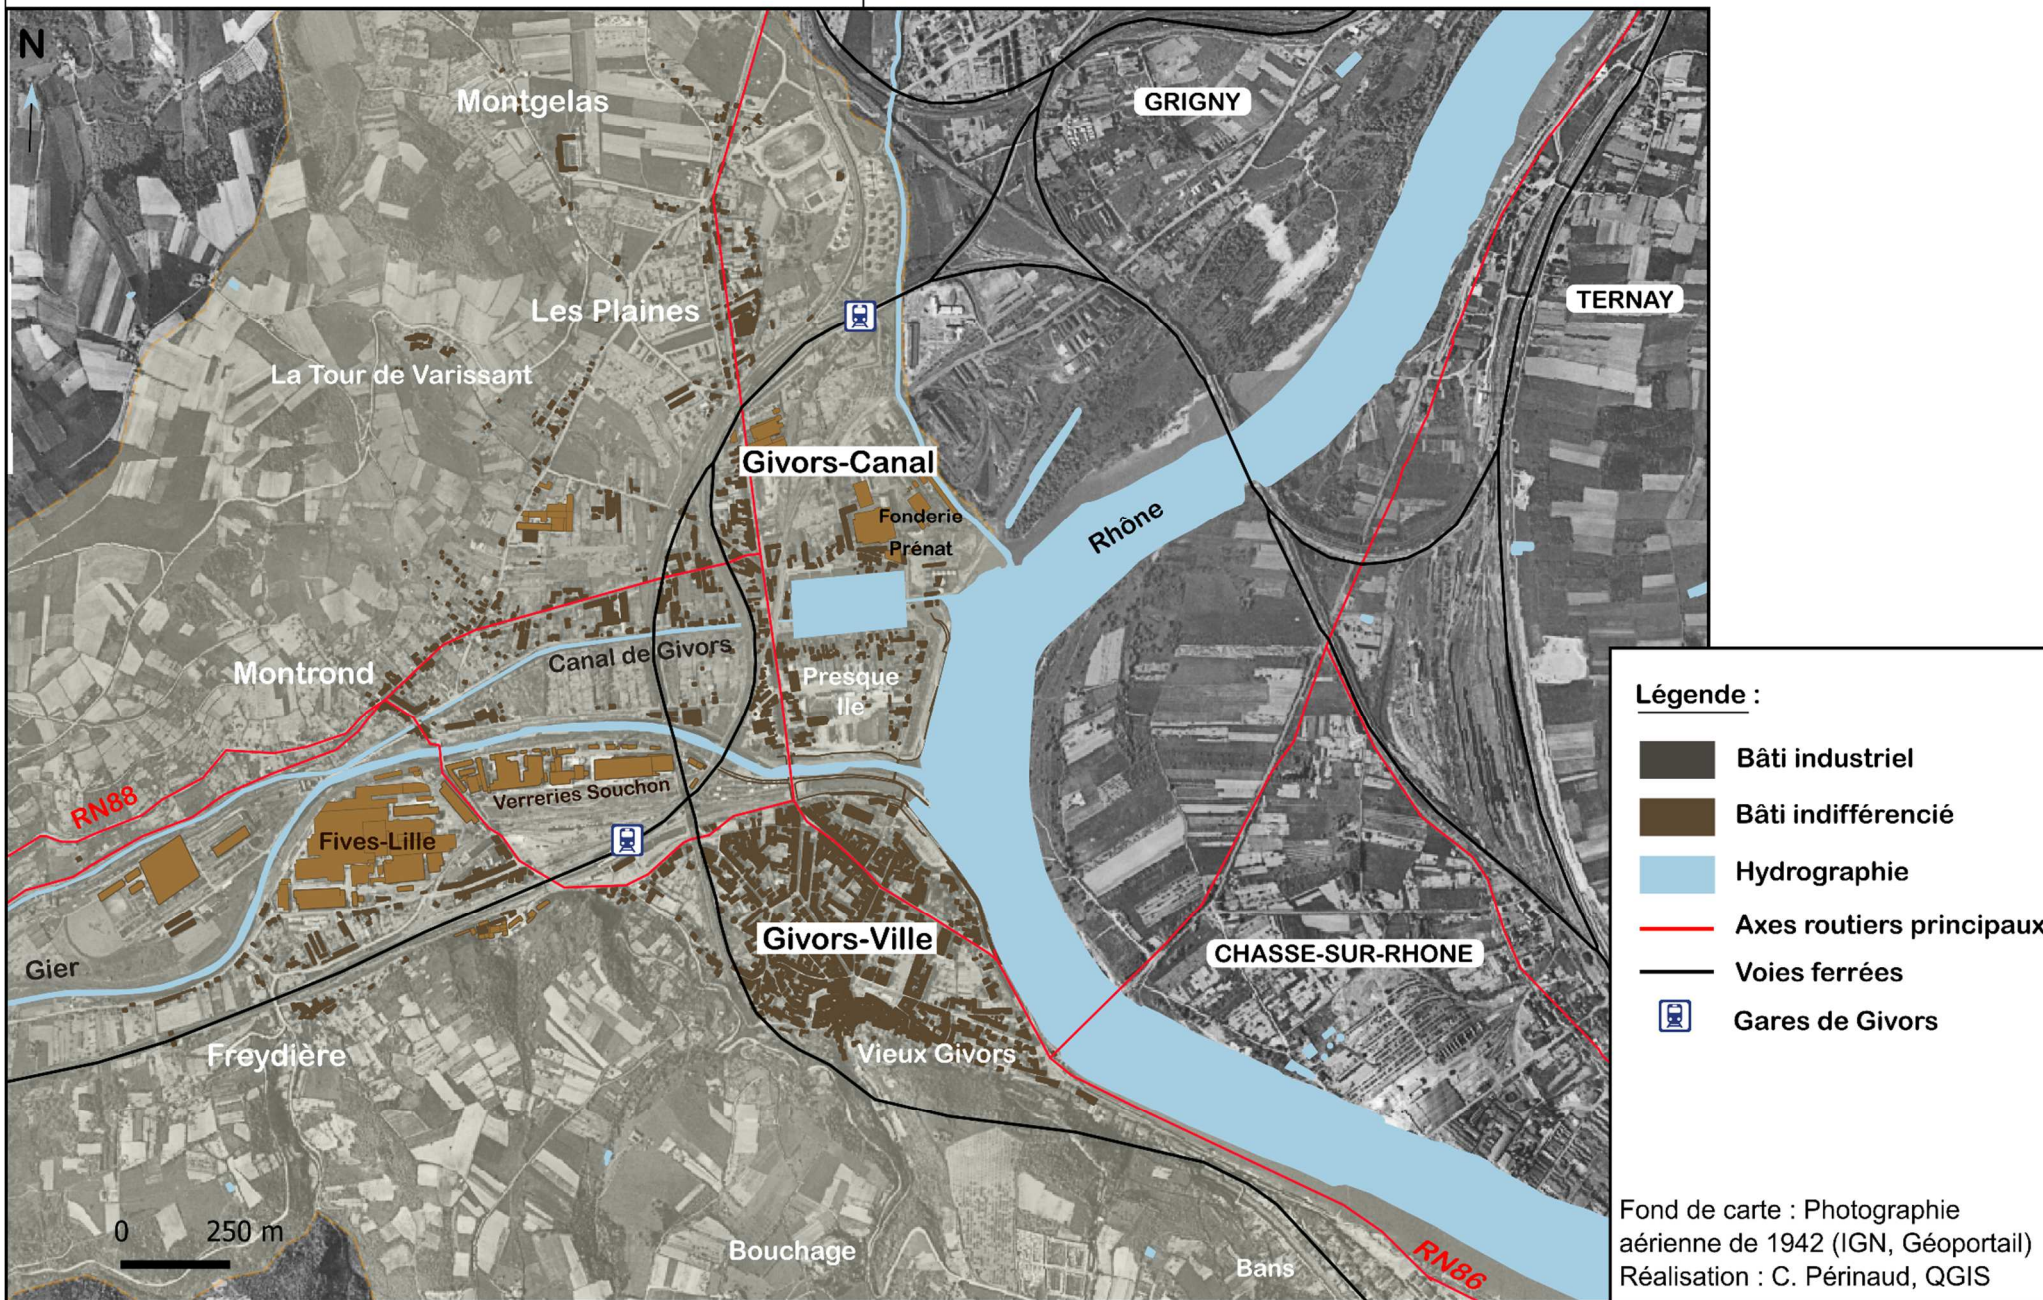 N
Montgelas
GRIGNY
TERNAY
Les Plaines
La Tour de Varissant
Givors-Canal
Fonderie
Prénat
Rhône
Canal de Givors
Montrond
Presque
Ile
RN88
Verreries Souchon
Fives-Lille
Givors-Ville
CHASSE-SUR-RHONE
Gier
Freydière
Vieux Givors
0 250 m
Bouchage
Bans
RN86
Légende :
Bâti industriel
Bâti indifférencié
Hydrographie
Axes routiers principaux
Voies ferrées
Gares de Givors
Fond de carte : Photographie
aérienne de 1942 (IGN, Géoportail)
Réalisation : C. Périnaud, QGIS